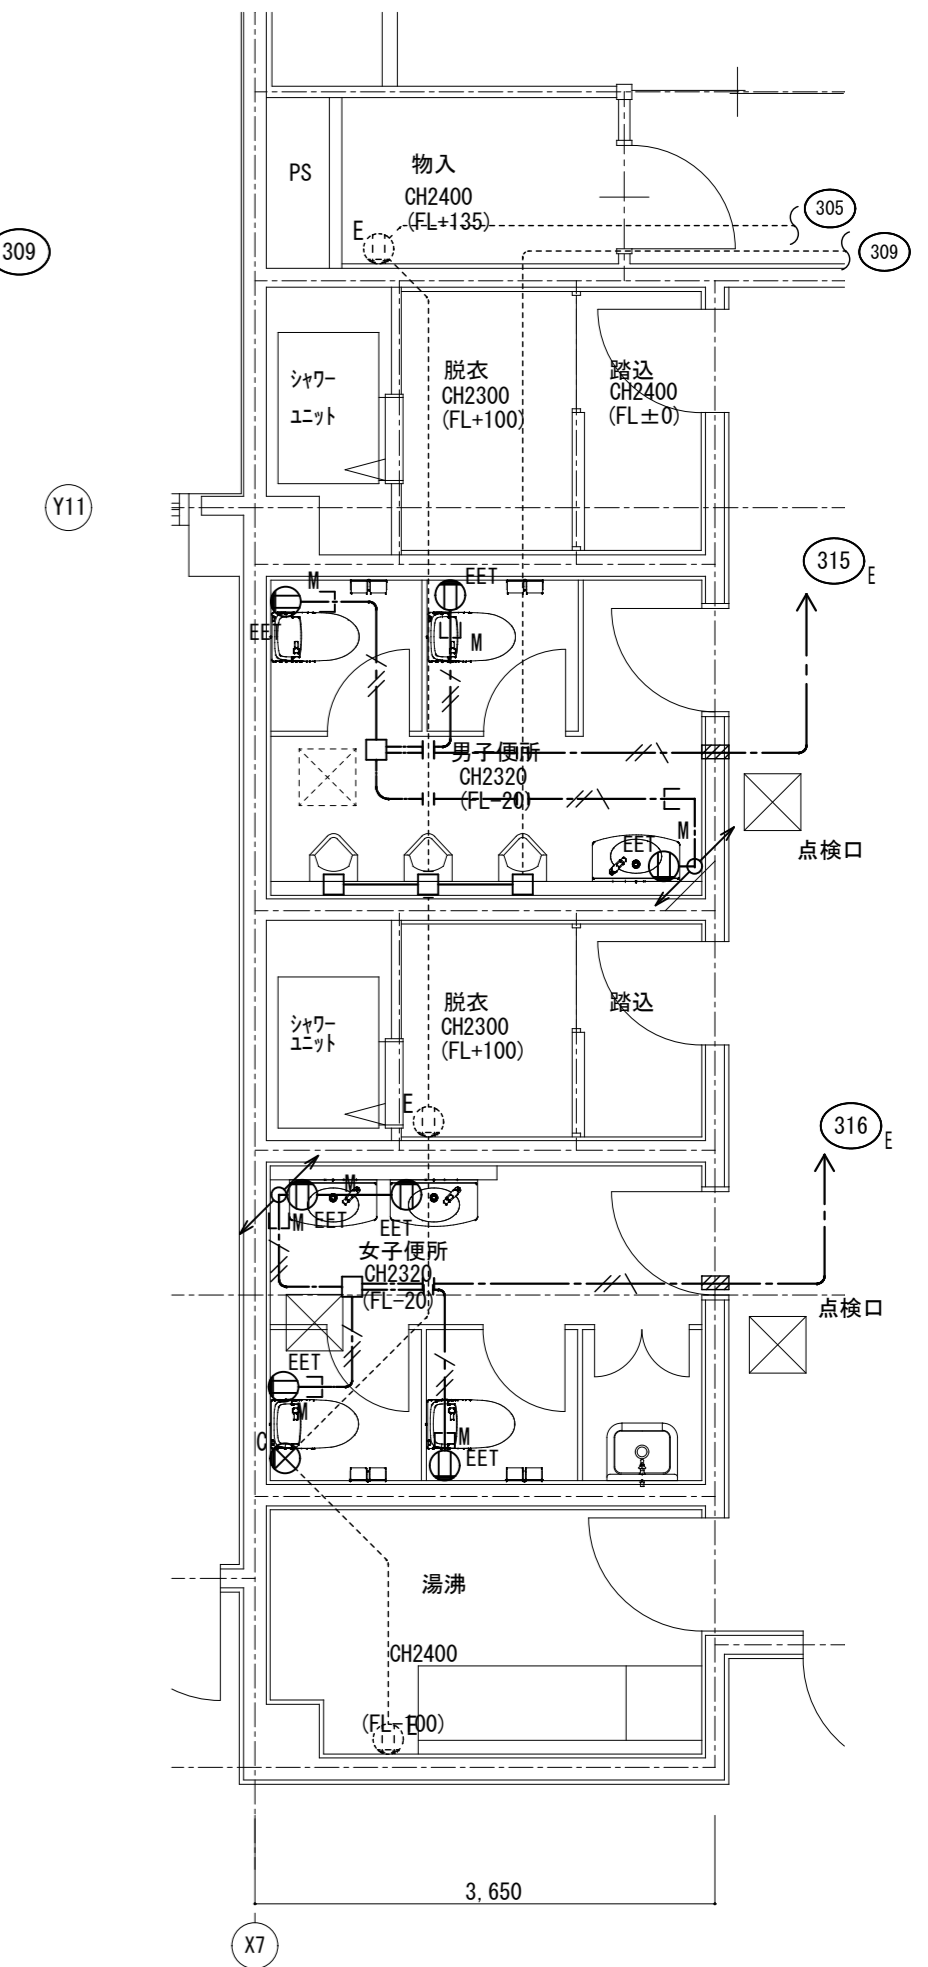 PS
物入
CH2400
(FL+135)
E
305
309
309
シャワー
ユニット
脱衣
CH2300
(FL+100)
踏込
CH2400
(FL±0)
Y11
315
E
M
EET
EET
M
男子便所
CH2320
(FL-20)
M
EET
点検口
シャワー
ユニット
脱衣
CH2300
(FL+100)
踏込
E
316
E
M
M
EET
EET
女子便所
CH2320
(FL-20)
点検口
EET
M
C
M
EET
湯沸
CH2400
(FL-100)
E
3,650
X7